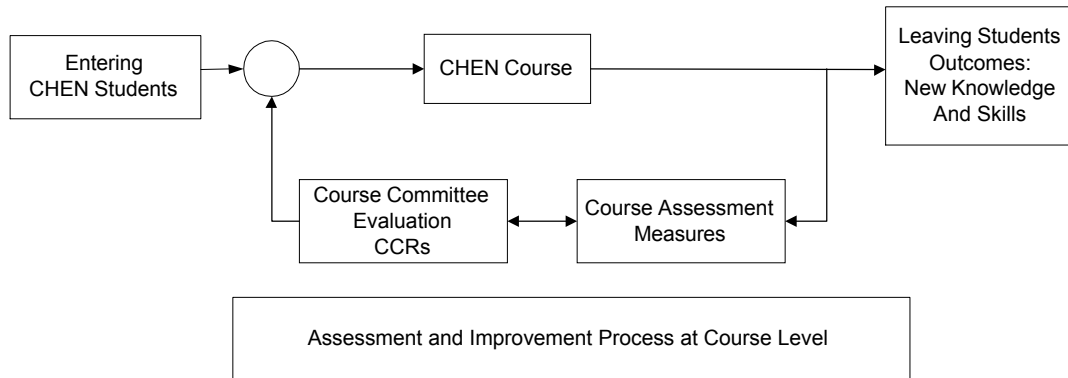 Entering
CHEN Students
CHEN Course
Leaving Students
Outcomes:
New Knowledge
And Skills
Course Committee
Evaluation
CCRs
Course Assessment
Measures
Assessment and Improvement Process at Course Level